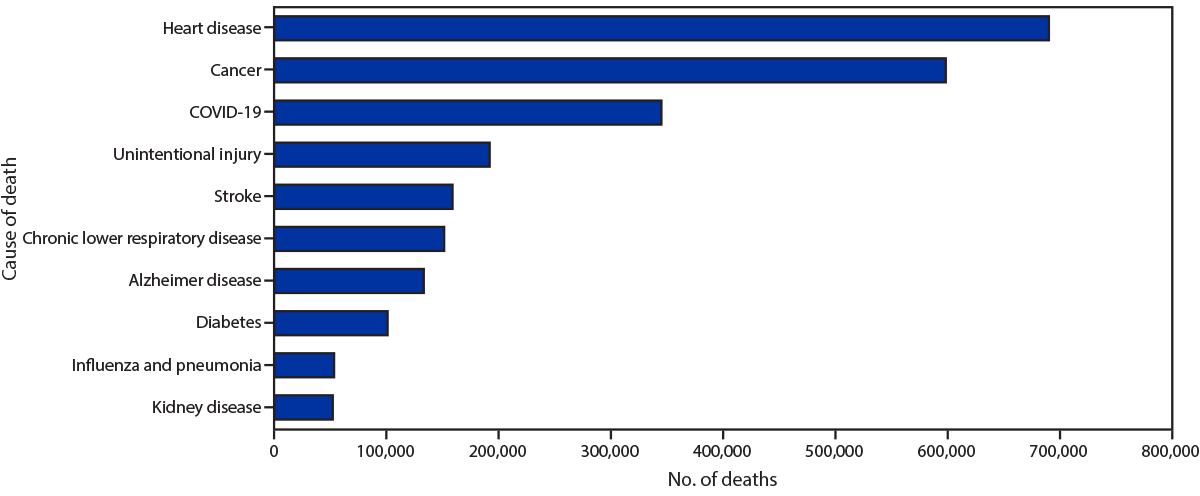 Heart disease
Cancer
COVID-19
Unintentional injury
Stroke
Chronic lower respiratory disease
Alzheimer disease
Diabetes
Influenza and pneumonia
Kidney disease
Cause of death
0 100,000 200,000 300,000 400,000 500,000 600,000 700,000 800,000
No. of deaths